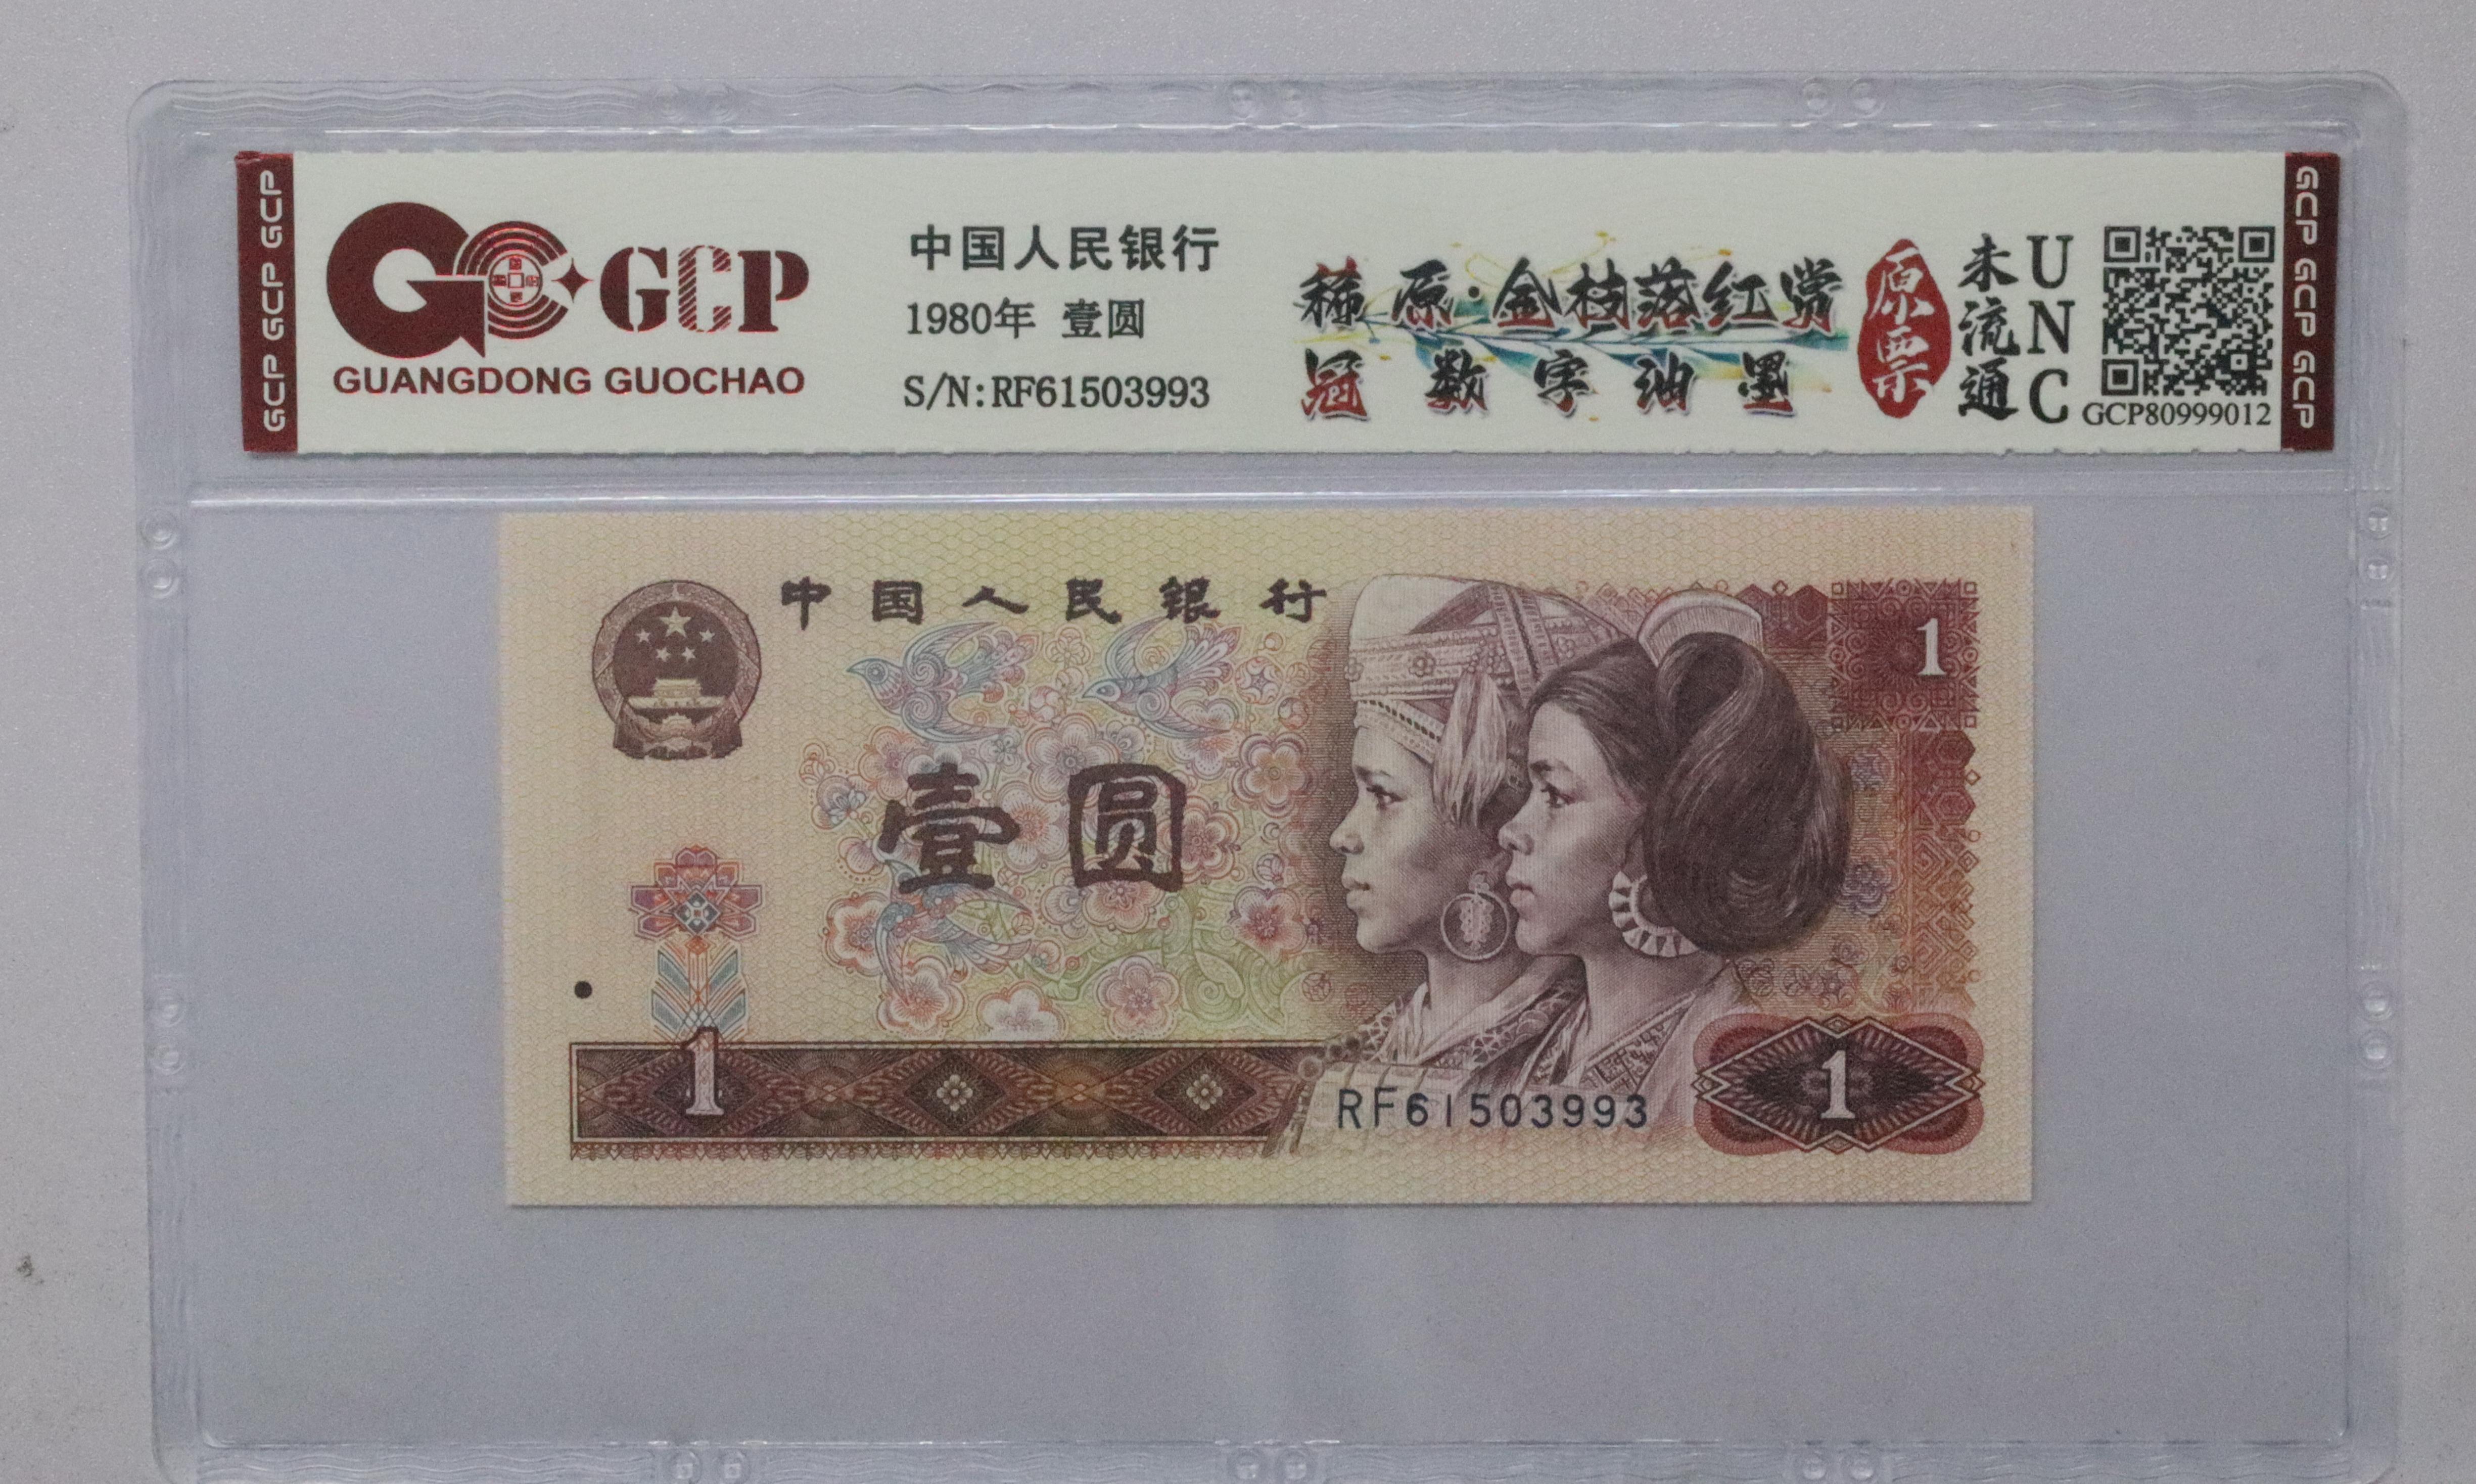 GCP GCP GCP
GCP
GUANGDONG GUOCHAO
中国人民银行
1980年 壹圆
S/N:RF61503993
稀原·金枝落红赏
冠数字油墨
原票
未流通
UNC
GCP80999012
GCP GCP GCP
中国人民银行
1
壹圆
1
RF61503993
1